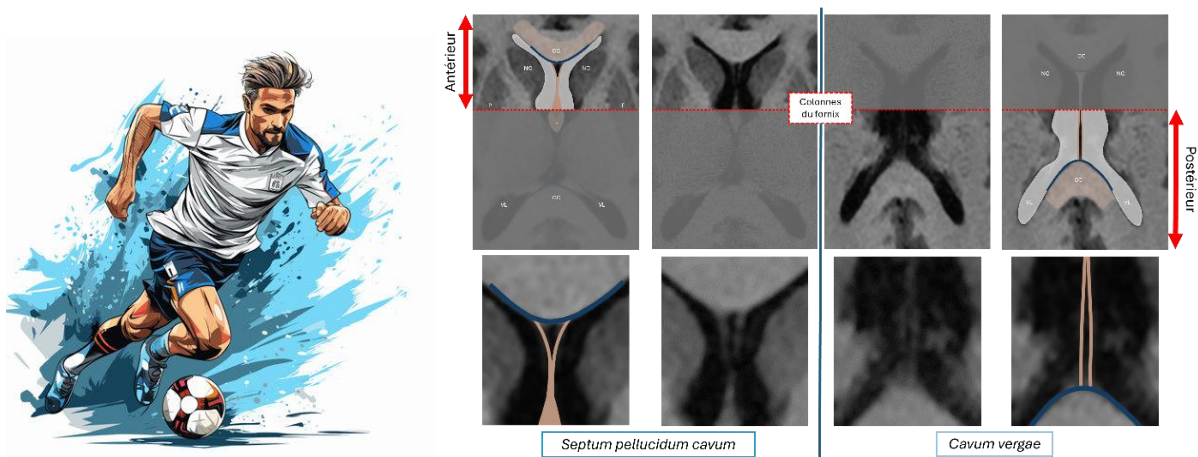 Antérieur
CC
NC
NC
P
VL
CC
VL
Colonnes
du fornix
CC
NC
NC
CC
VL
VL
Postérieur
Septum pellucidum cavum
Cavum vergae